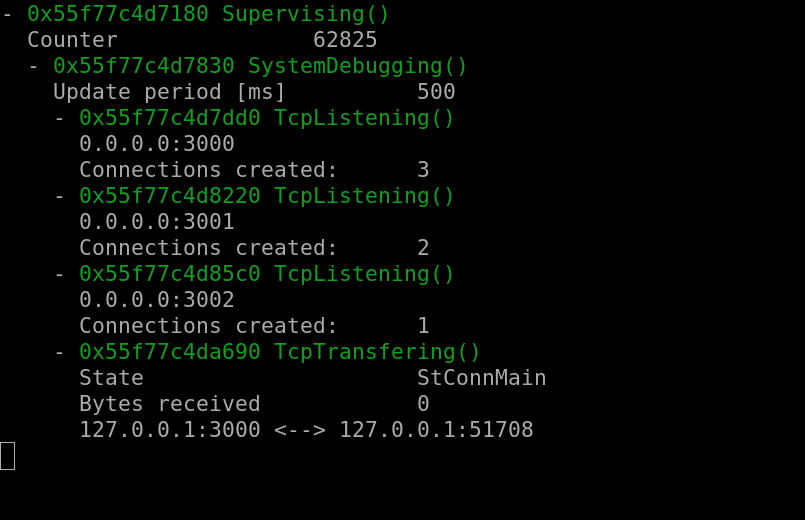 - 0x55f77c4d7180 Supervising()
  Counter               62825
  - 0x55f77c4d7830 SystemDebugging()
    Update period [ms]          500
    - 0x55f77c4d7dd0 TcpListening()
      0.0.0.0:3000
      Connections created:      3
    - 0x55f77c4d8220 TcpListening()
      0.0.0.0:3001
      Connections created:      2
    - 0x55f77c4d85c0 TcpListening()
      0.0.0.0:3002
      Connections created:      1
    - 0x55f77c4da690 TcpTransfering()
      State                     StConnMain
      Bytes received            0
      127.0.0.1:3000 <--> 127.0.0.1:51708